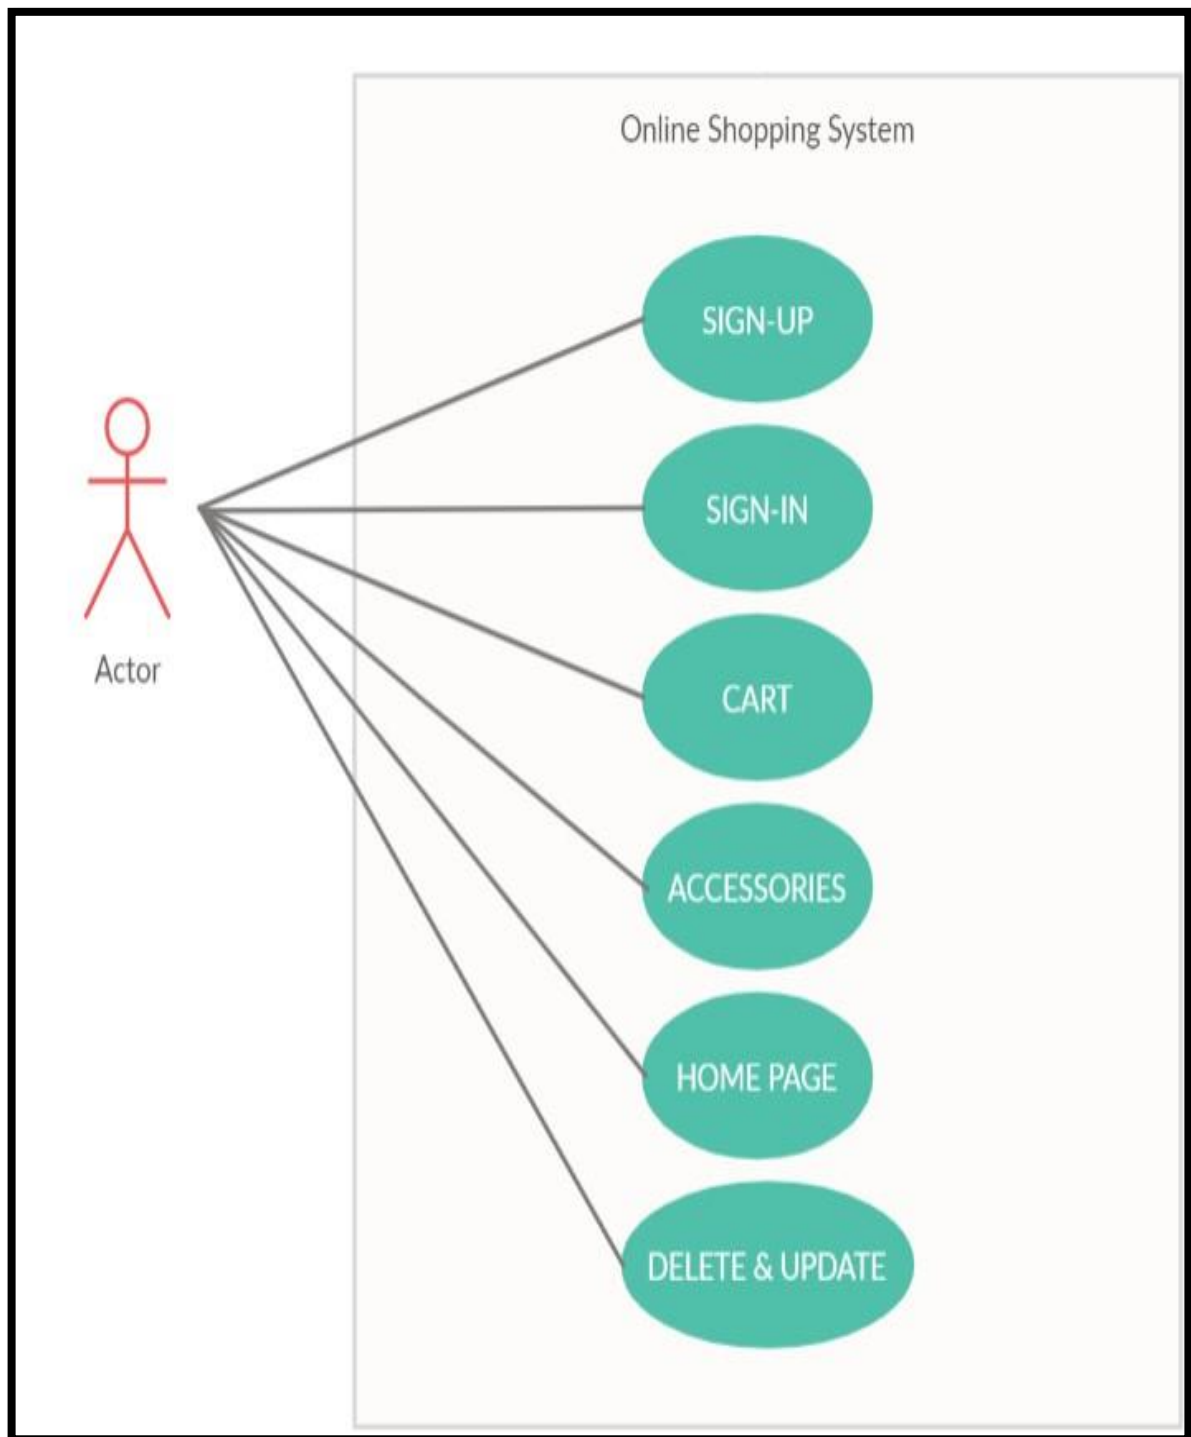 Online Shopping System
SIGN-UP
SIGN-IN
Actor
CART
ACCESSORIES
HOME PAGE
DELETE & UPDATE